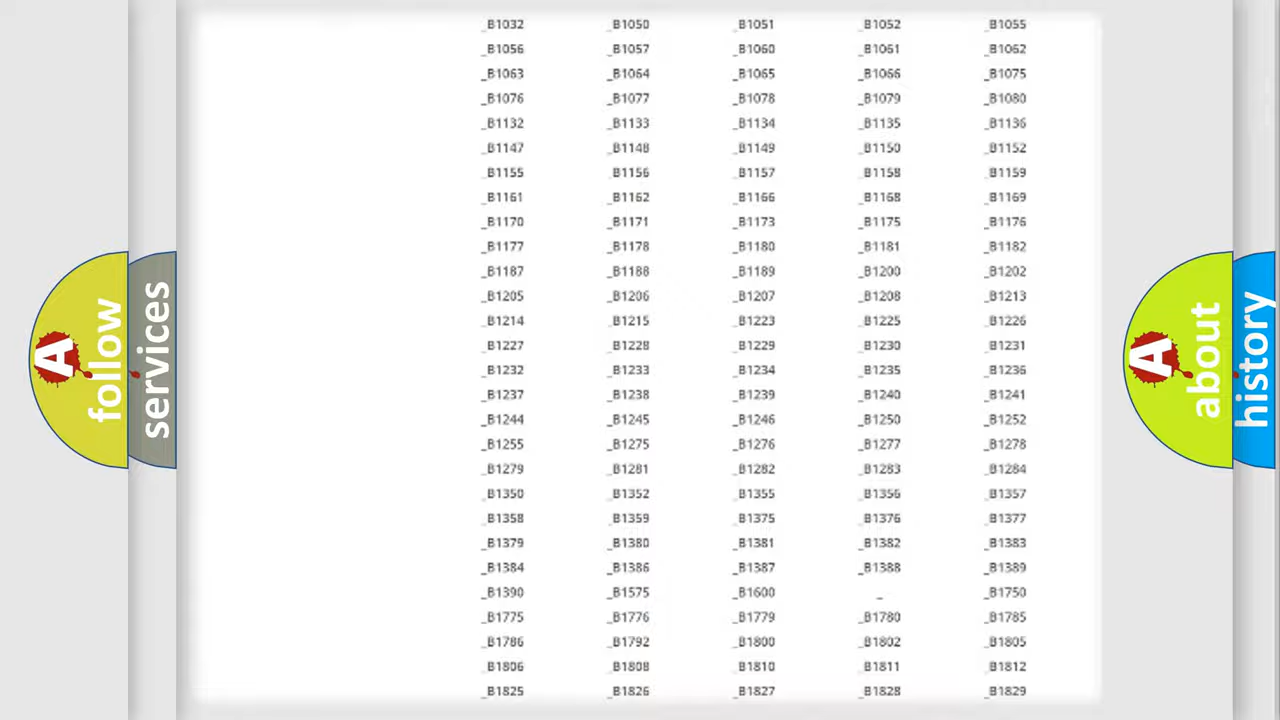 _B1032 _B1050 _B1051 _B1052 _B1055
_B1056 _B1057 _B1060 _B1061 _B1062
_B1063 _B1064 _B1065 _B1066 _B1075
_B1076 _B1077 _B1078 _B1079 _B1080
_B1132 _B1133 _B1134 _B1135 _B1136
_B1147 _B1148 _B1149 _B1150 _B1152
_B1155 _B1156 _B1157 _B1158 _B1159
_B1161 _B1162 _B1166 _B1168 _B1169
_B1170 _B1171 _B1173 _B1175 _B1176
_B1177 _B1178 _B1180 _B1181 _B1182
_B1187 _B1188 _B1189 _B1200 _B1202
_B1205 _B1206 _B1207 _B1208 _B1213
_B1214 _B1215 _B1223 _B1225 _B1226
_B1227 _B1228 _B1229 _B1230 _B1231
_B1232 _B1233 _B1234 _B1235 _B1236
_B1237 _B1238 _B1239 _B1240 _B1241
_B1244 _B1245 _B1246 _B1250 _B1252
_B1255 _B1275 _B1276 _B1277 _B1278
_B1279 _B1281 _B1282 _B1283 _B1284
_B1350 _B1352 _B1355 _B1356 _B1357
_B1358 _B1359 _B1375 _B1376 _B1377
_B1379 _B1380 _B1381 _B1382 _B1383
_B1384 _B1386 _B1387 _B1388 _B1389
_B1390 _B1575 _B1600 _ _B1750
_B1775 _B1776 _B1779 _B1780 _B1785
_B1786 _B1792 _B1800 _B1802 _B1805
_B1806 _B1808 _B1810 _B1811 _B1812
_B1825 _B1826 _B1827 _B1828 _B1829
A
follow
services
A
about
history